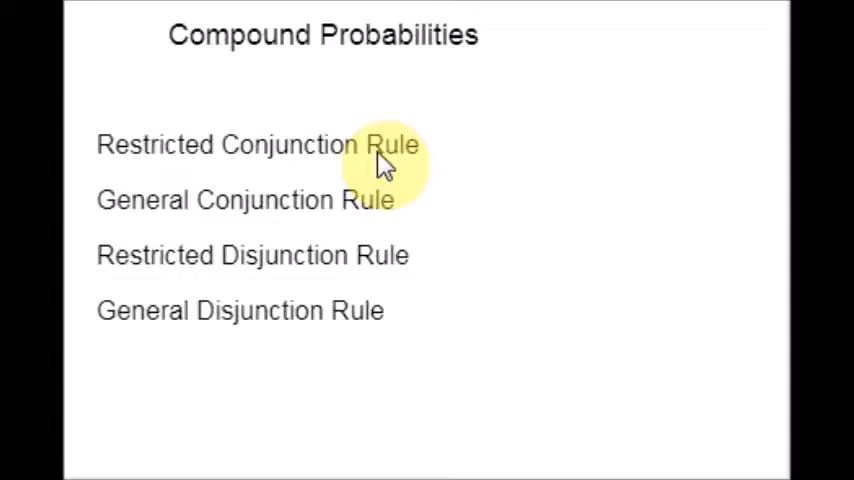 Compound Probabilities
Restricted Conjunction Rule
General Conjunction Rule
Restricted Disjunction Rule
General Disjunction Rule